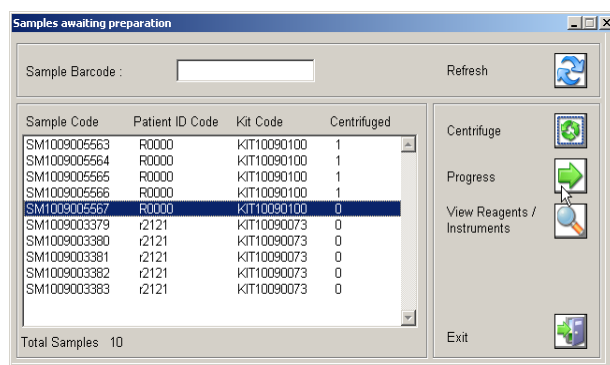 Samples awaiting preparation
Sample Barcode :
Refresh
Sample Code Patient ID Code Kit Code Centrifuged
SM1009005563 R0000 KIT10090100 1
SM1009005564 R0000 KIT10090100 1
SM1009005565 R0000 KIT10090100 1
SM1009005566 R0000 KIT10090100 1
SM1009005567 R0000 KIT10090100 0
SM1009003379 r2121 KIT10090073 0
SM1009003380 r2121 KIT10090073 0
SM1009003381 r2121 KIT10090073 0
SM1009003382 r2121 KIT10090073 0
SM1009003383 r2121 KIT10090073 0
Total Samples 10
Centrifuge
Progress
View Reagents /
Instruments
Exit